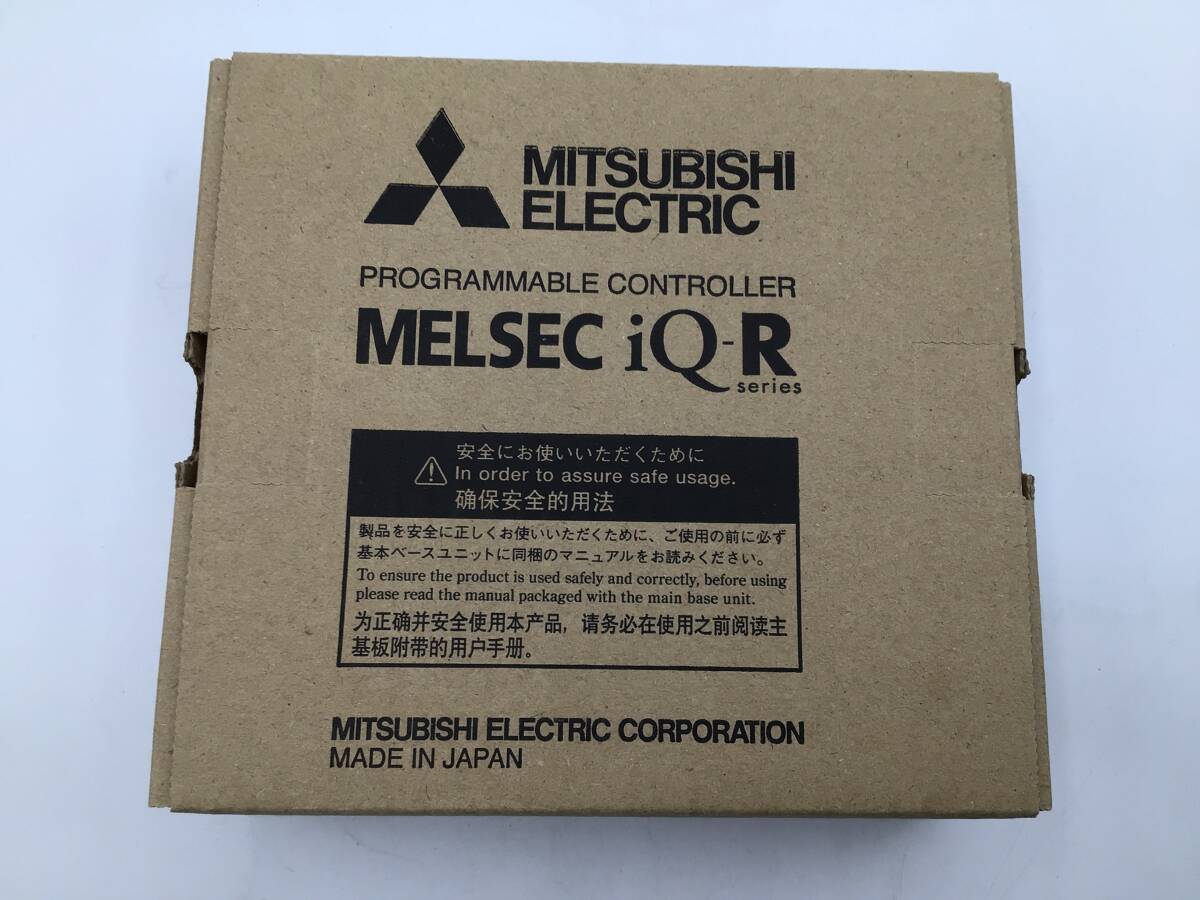 MITSUBISHI
ELECTRIC
PROGRAMMABLE CONTROLLER
MELSEC iQ-R
series
安全にお使いいただくために
In order to assure safe usage.
确保安全的用法
製品を安全に正しくお使いいただくために、ご使用の前に必ず
基本ベースユニットに同梱のマニュアルをお読みください。
To ensure the product is used safely and correctly, before using
please read the manual packaged with the main base unit.
为正确并安全使用本产品，请务必在使用之前阅读主
基板附带的用户手册。
MITSUBISHI ELECTRIC CORPORATION
MADE IN JAPAN